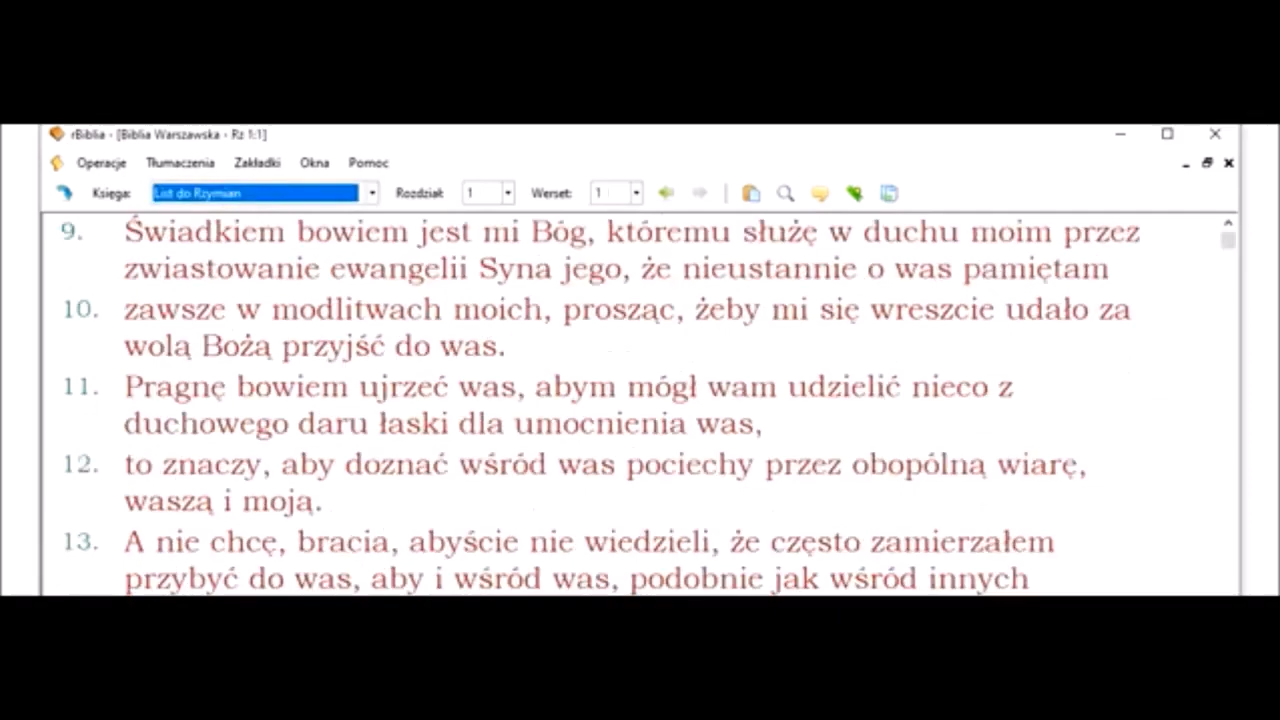 rBiblia - [Biblia Warszawska - Rz 1:1]
Operacje Tłumaczenia Zakładki Okna Pomoc
Księga: List do Rzymian Rozdział: 1 Werset: 1
9. Świadkiem bowiem jest mi Bóg, któremu służę w duchu moim przez
zwiastowanie ewangelii Syna jego, że nieustannie o was pamiętam
10. zawsze w modlitwach moich, prosząc, żeby mi się wreszcie udało za
wolą Bożą przyjść do was.
11. Pragnę bowiem ujrzeć was, abym mógł wam udzielić nieco z
duchowego daru łaski dla umocnienia was,
12. to znaczy, aby doznać wśród was pociechy przez obopólną wiarę,
waszą i moją.
13. A nie chcę, bracia, abyście nie wiedzieli, że często zamierzałem
przybyć do was, aby i wśród was, podobnie jak wśród innych